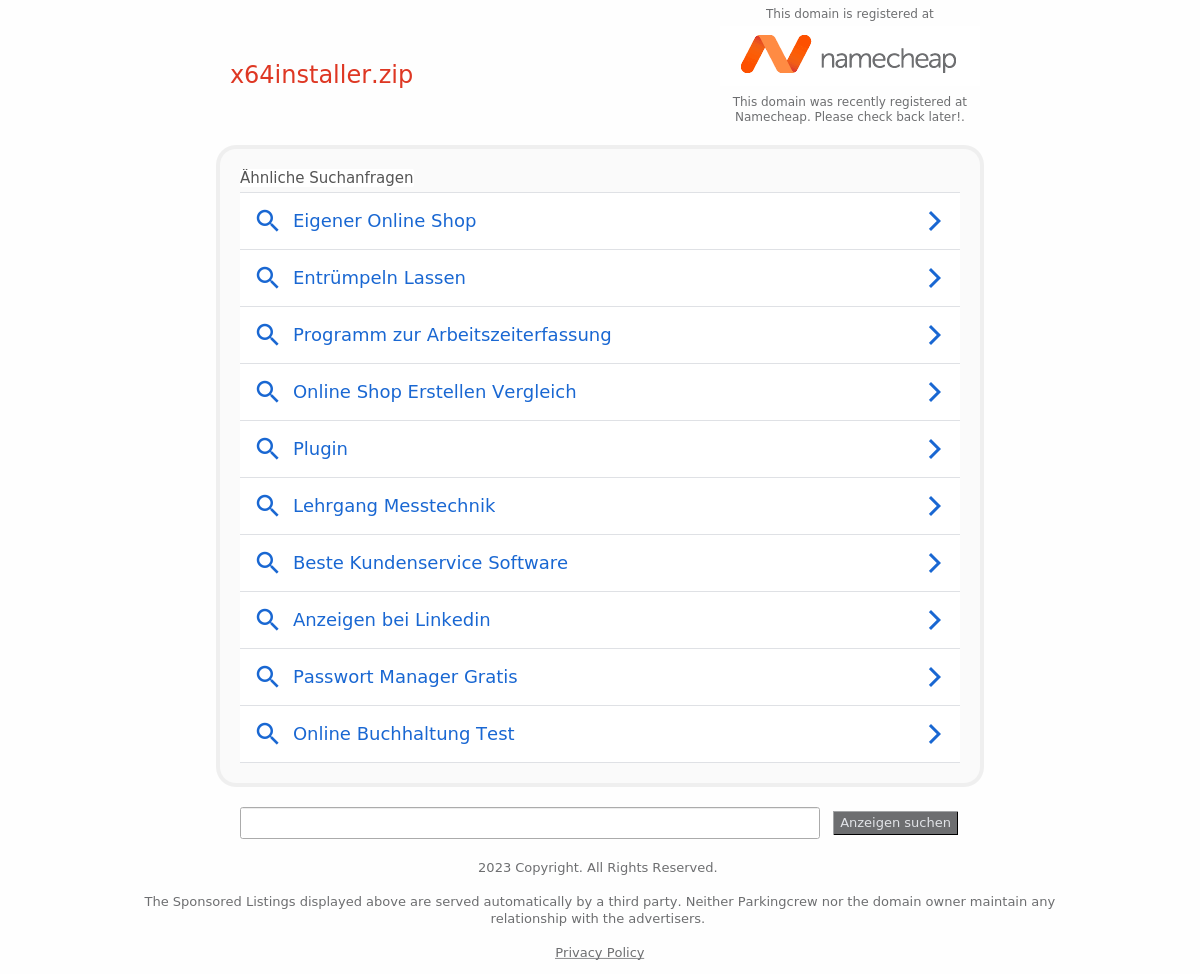 This domain is registered at
namecheap
x64installer.zip
This domain was recently registered at
Namecheap. Please check back later!.
Ähnliche Suchanfragen
Eigener Online Shop
Entrümpeln Lassen
Programm zur Arbeitszeiterfassung
Online Shop Erstellen Vergleich
Plugin
Lehrgang Messtechnik
Beste Kundenservice Software
Anzeigen bei Linkedin
Passwort Manager Gratis
Online Buchhaltung Test
Anzeigen suchen
2023 Copyright. All Rights Reserved.
The Sponsored Listings displayed above are served automatically by a third party. Neither Parkingcrew nor the domain owner maintain any
relationship with the advertisers.
Privacy Policy